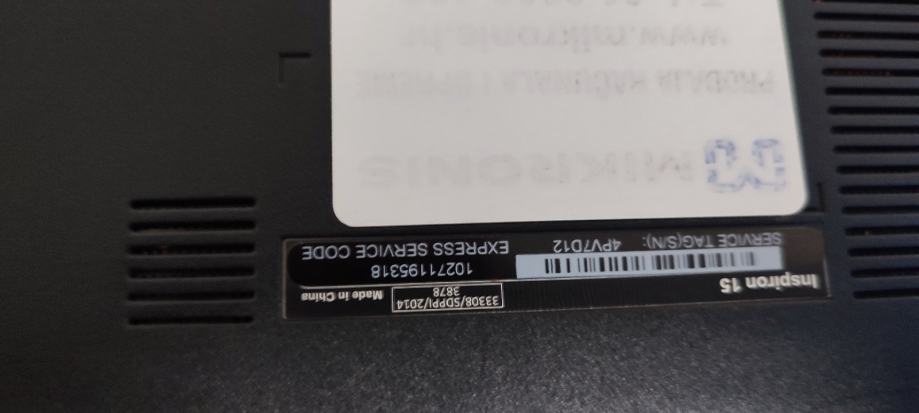 Inspiron 15
33308/SDPPI/2014
3878
Made in China
10271195318
SERVICE TAG(S/N): 4PV7D12
EXPRESS SERVICE CODE
MIKRONIS
PRODAJA RAČUNALA I OPREME
www.mikronis.hr